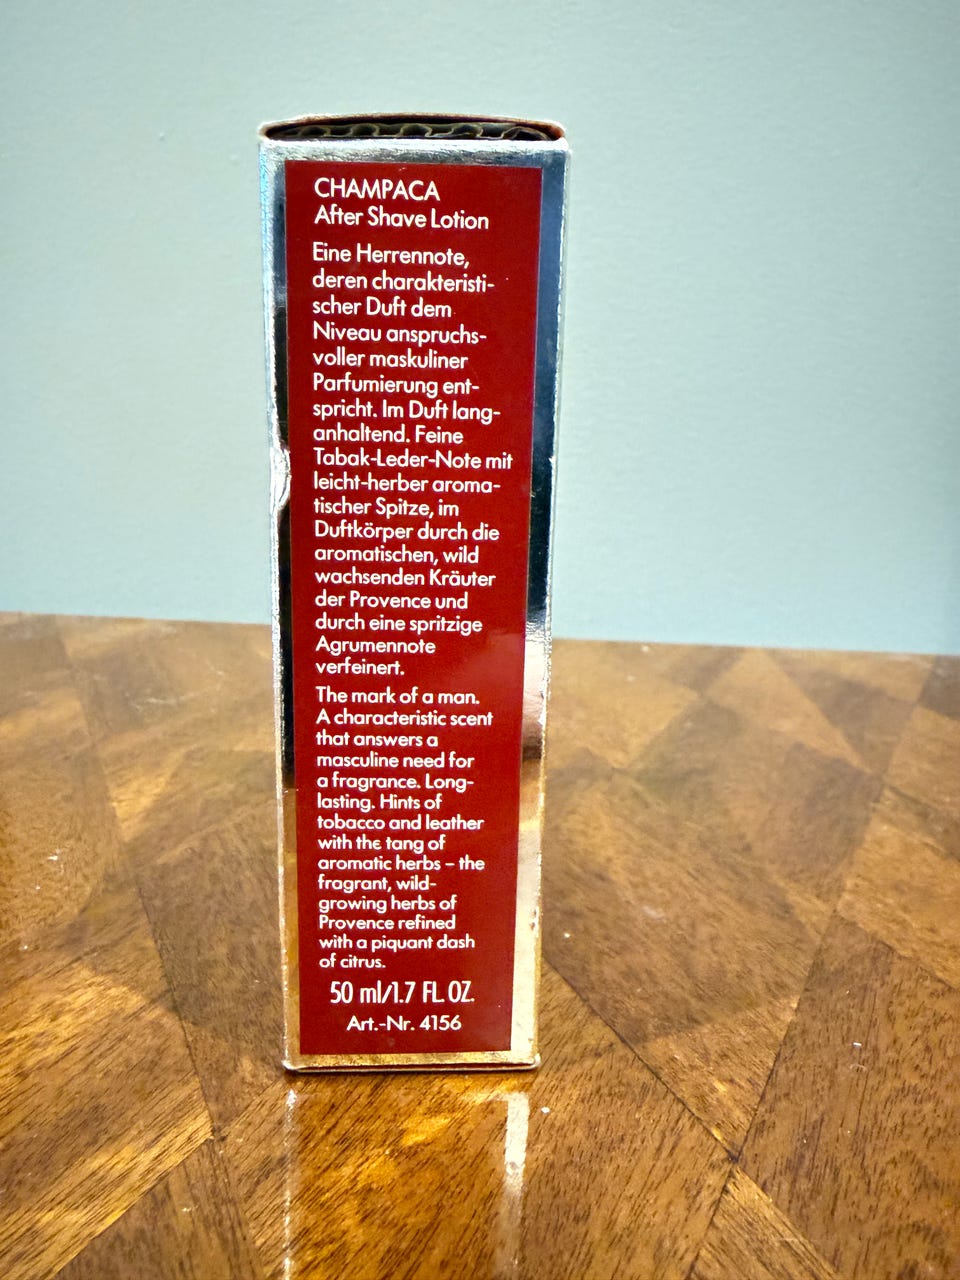 CHAMPACA
After Shave Lotion
Eine Herrennote,
deren charakteristi-
scher Duft dem
Niveau anspruchs-
voller maskuliner
Parfumierung ent-
spricht. Im Duft lang-
anhaltend. Feine
Tabak-Leder-Note mit
leicht-herber aroma-
tischer Spitze, im
Duftkörper durch die
aromatischen, wild
wachsenden Kräuter
der Provence und
durch eine spritzige
Agrumennote
verfeinert.
The mark of a man.
A characteristic scent
that answers a
masculine need for
a fragrance. Long-
lasting. Hints of
tobacco and leather
with the tang of
aromatic herbs – the
fragrant, wild-
growing herbs of
Provence refined
with a piquant dash
of citrus.
50 ml/1.7 FL. OZ.
Art.-Nr. 4156